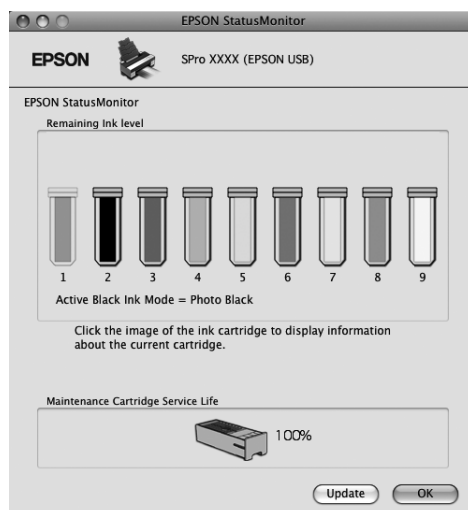 EPSON StatusMonitor
EPSON SPro XXXX (EPSON USB)
EPSON StatusMonitor
Remaining Ink level
1 2 3 4 5 6 7 8 9
Active Black Ink Mode = Photo Black
Click the image of the ink cartridge to display information
about the current cartridge.
Maintenance Cartridge Service Life
100%
Update OK